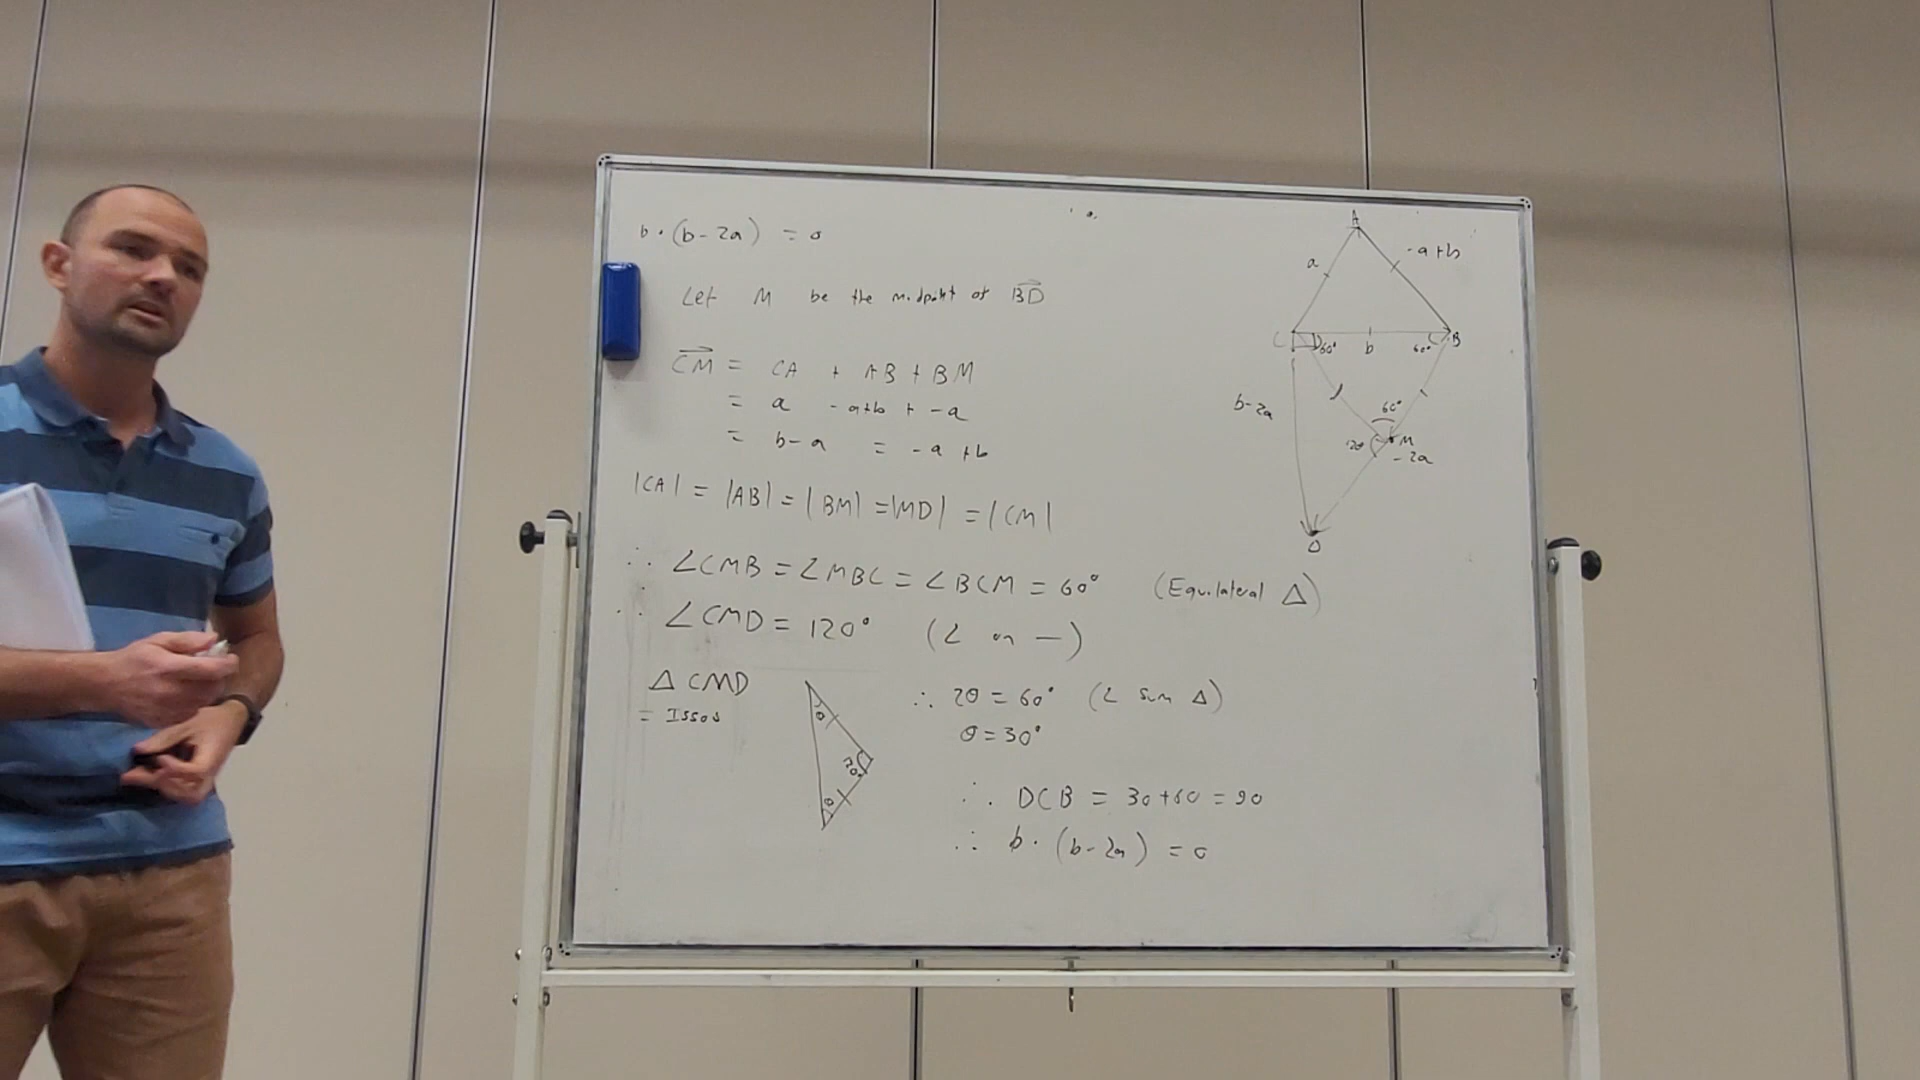 b · (b - 2a) = 0
Let M be the midpoint of BD
CM = CA + AB + BM
= a -a+b + -a
= b-a = -a+b
|CA| = |AB| = |BM| = |MD| = |CM|
∴ ∠CMB = ∠MBC = ∠BCM = 60° (Equilateral Δ)
∴ ∠CMD = 120° (∠ on —)
Δ CMD
= Issos
θ
120
θ
∴ 2θ = 60° (∠ sum Δ)
θ = 30°
∴ DCB = 30+60 = 90
∴ b · (b-2a) = 0
A
a
-a+b
C
60°
b
60°
B
b-2a
60°
120
M
-2a
D